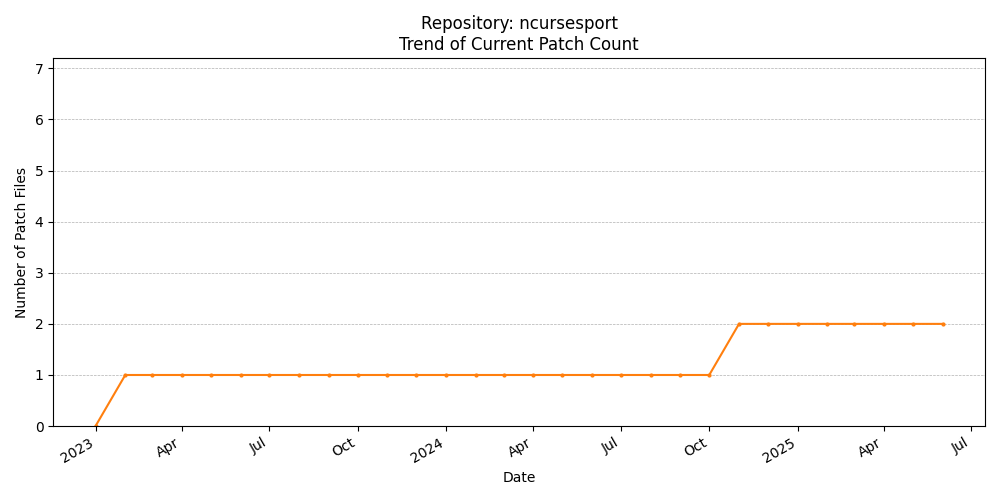 Repository: ncursesport
Trend of Current Patch Count
7
6
5
4
3
2
1
0
Number of Patch Files
2023
Apr
Jul
Oct
2024
Apr
Jul
Oct
2025
Apr
Jul
Date